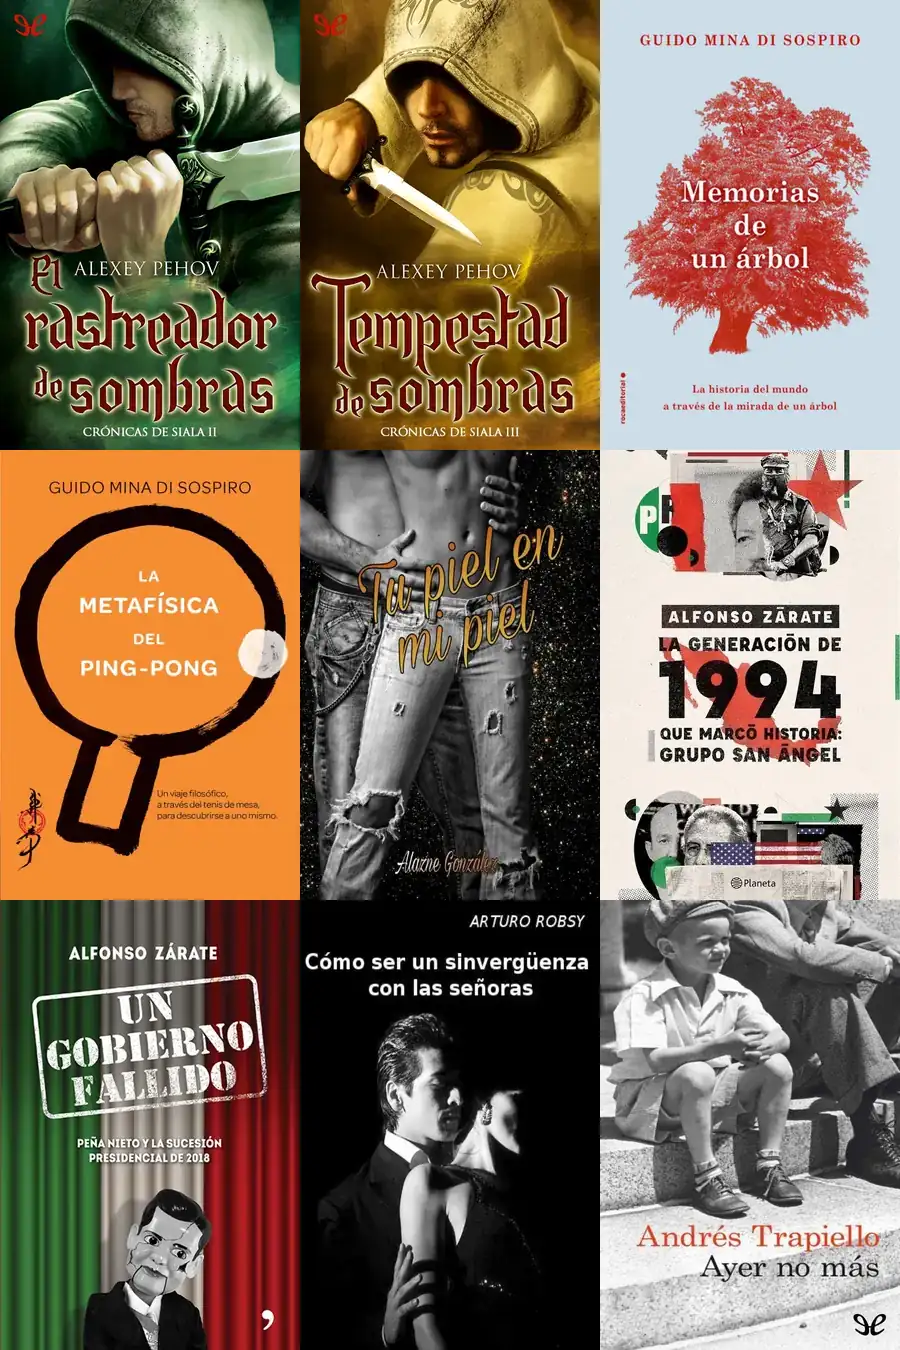 ALEXEY PEHOV
El
rastreador
de sombras
CRÓNICAS DE SIALA II
ALEXEY PEHOV
Tempestad
de sombras
CRÓNICAS DE SIALA III
GUIDO MINA DI SOSPIRO
Memorias
de
un árbol
La historia del mundo
a través de la mirada de un árbol
rocaeditorial
GUIDO MINA DI SOSPIRO
LA
METAFÍSICA
DEL
PING-PONG
Un viaje filosófico,
a través del tenis de mesa,
para descubrirse a uno mismo.
Tu piel en
mi piel
Alazne González
PR
ALFONSO ZÁRATE
LA GENERACIÓN DE
1994
QUE MARCÓ HISTORIA:
GRUPO SAN ÁNGEL
Planeta
ALFONSO ZÁRATE
UN
GOBIERNO
FALLIDO
PEÑA NIETO Y LA SUCESIÓN
PRESIDENCIAL DE 2018
ARTURO ROBSY
Cómo ser un sinvergüenza
con las señoras
Andrés Trapiello
Ayer no más